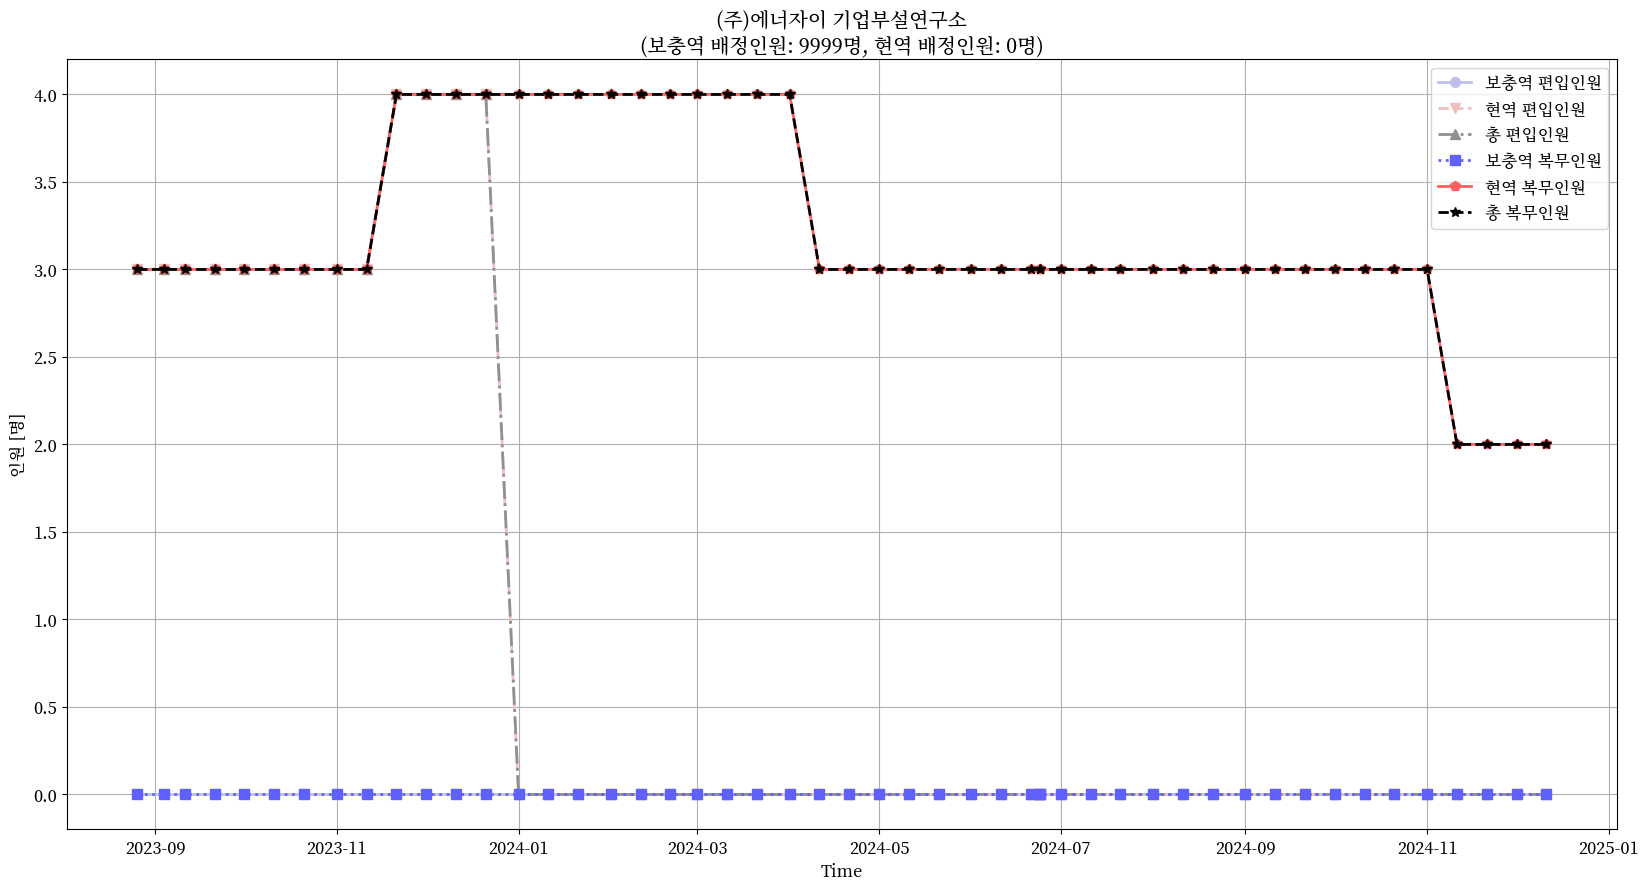 (주)에너자이 기업부설연구소
(보충역 배정인원: 9999명, 현역 배정인원: 0명)
보충역 편입인원
현역 편입인원
총 편입인원
보충역 복무인원
현역 복무인원
총 복무인원
인원 [명]
4.0
3.5
3.0
2.5
2.0
1.5
1.0
0.5
0.0
2023-09 2023-11 2024-01 2024-03 2024-05 2024-07 2024-09 2024-11 2025-01
Time